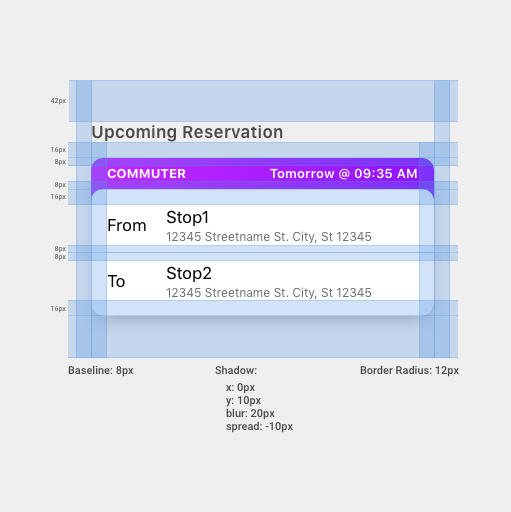 42px
Upcoming Reservation
16px
8px
COMMUTER Tomorrow @ 09:35 AM
8px
16px
From Stop1
12345 Streetname St. City, St 12345
8px
8px
To Stop2
12345 Streetname St. City, St 12345
16px
Baseline: 8px Shadow: Border Radius: 12px
x: 0px
y: 10px
blur: 20px
spread: -10px